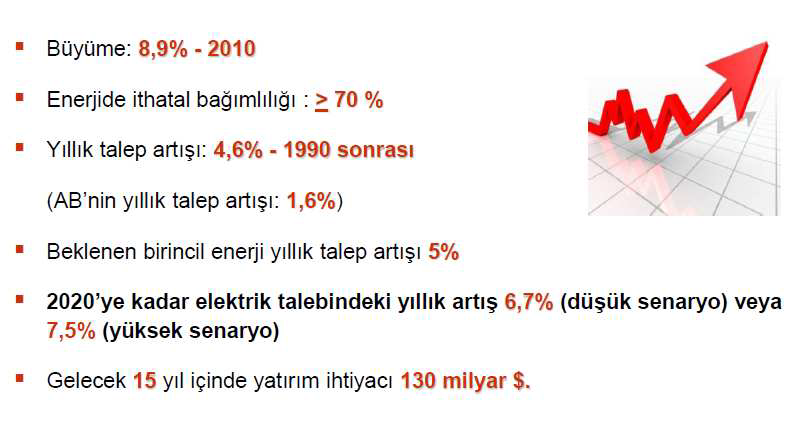 ▪ Büyüme: 8,9% - 2010
▪ Enerjide ithatal bağımlılığı : > 70 %
▪ Yıllık talep artışı: 4,6% - 1990 sonrası
(AB’nin yıllık talep artışı: 1,6%)
▪ Beklenen birincil enerji yıllık talep artışı 5%
▪ 2020’ye kadar elektrik talebindeki yıllık artış 6,7% (düşük senaryo) veya
7,5% (yüksek senaryo)
▪ Gelecek 15 yıl içinde yatırım ihtiyacı 130 milyar $.